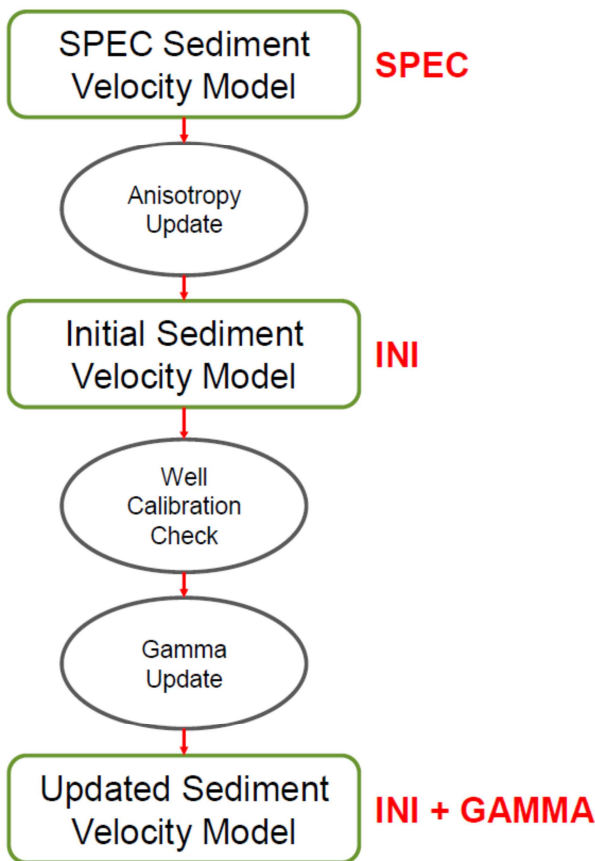 SPEC Sediment
Velocity Model
SPEC
Anisotropy
Update
Initial Sediment
Velocity Model
INI
Well
Calibration
Check
Gamma
Update
Updated Sediment
Velocity Model
INI + GAMMA